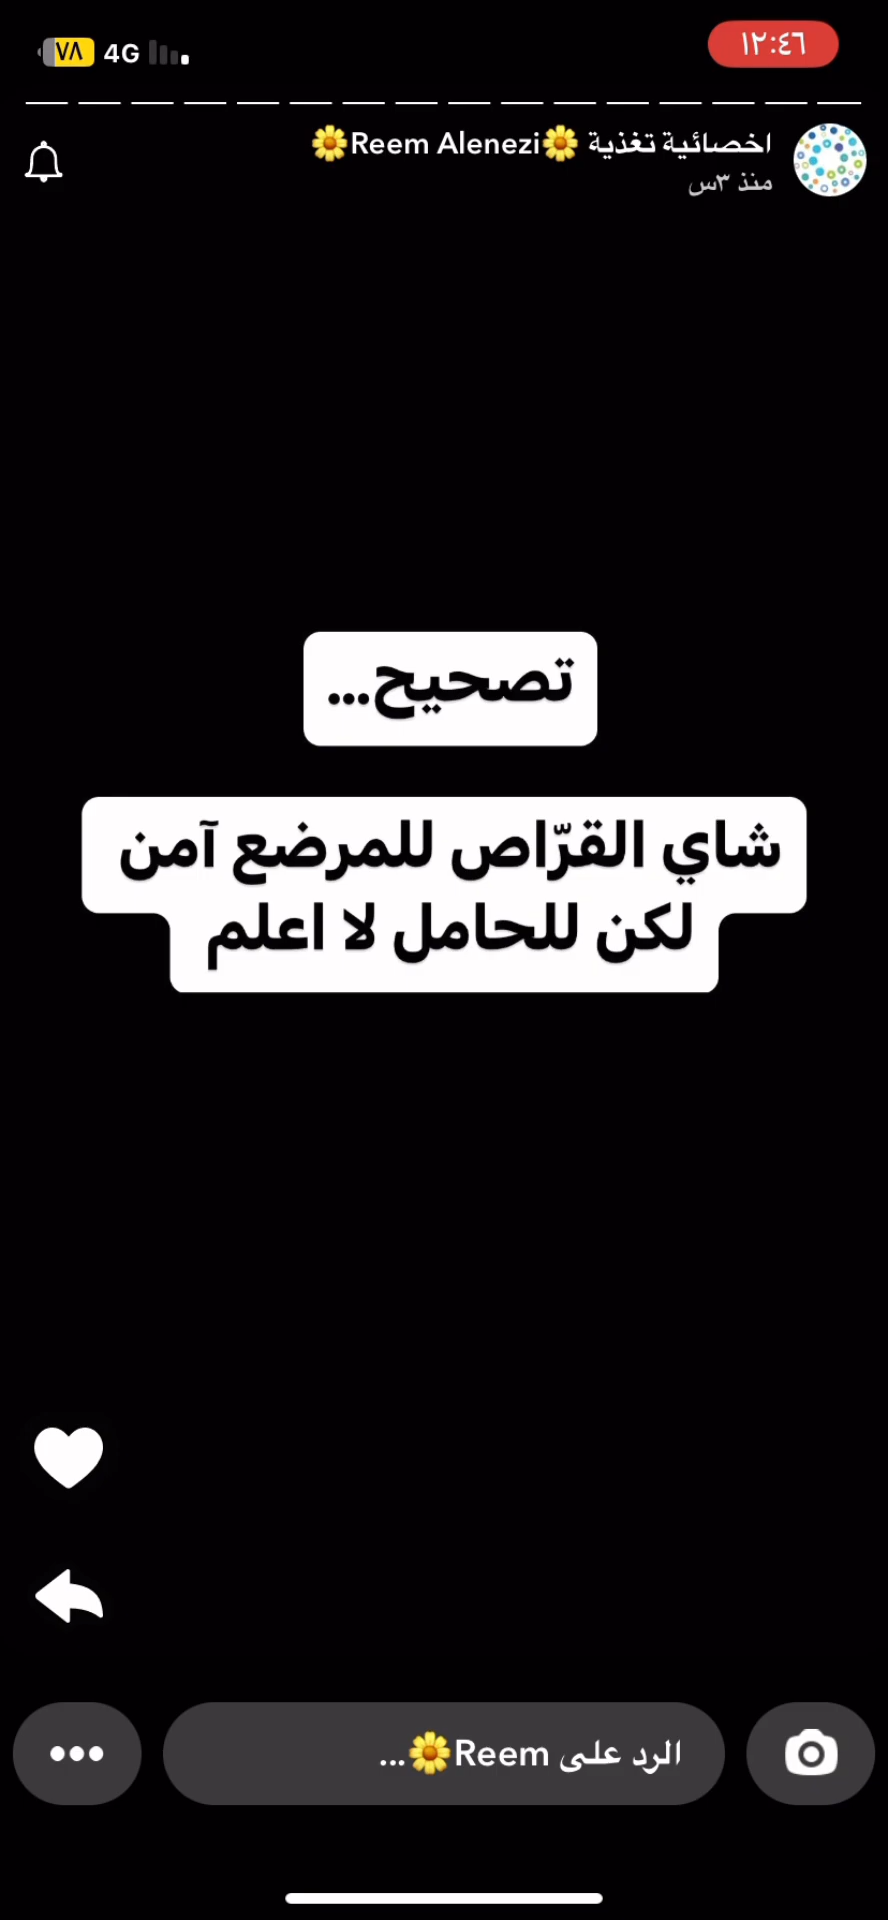 ٧٨ 4G ١٢:٤٦
اخصائية تغذية 🌼Reem Alenezi🌼
منذ ٣س
تصحيح...
شاي القرّاص للمرضع آمن
لكن للحامل لا اعلم
الرد على Reem🌼...